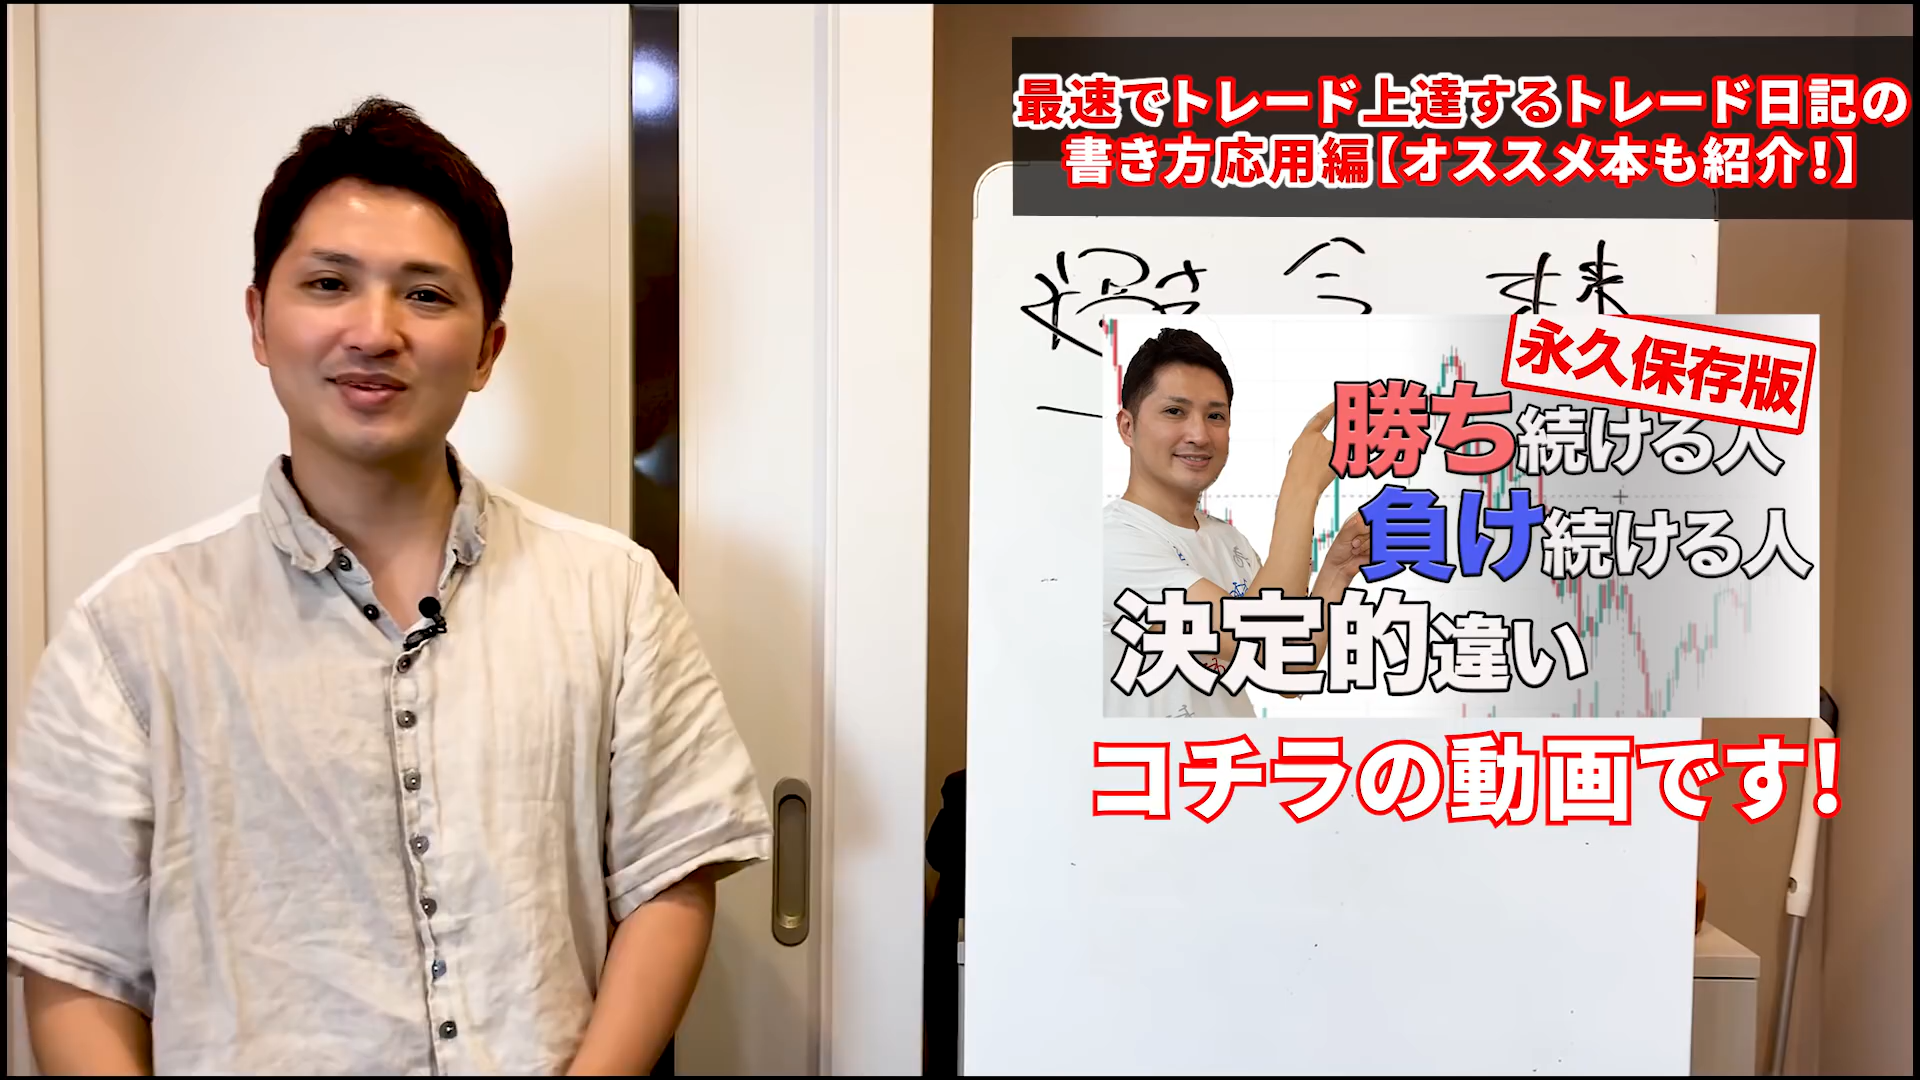 最速でトレード上達するトレード日記の
書き方応用編【オススメ本も紹介!】
永久保存版
勝ち続ける人
負け続ける人
決定的違い
コチラの動画です!